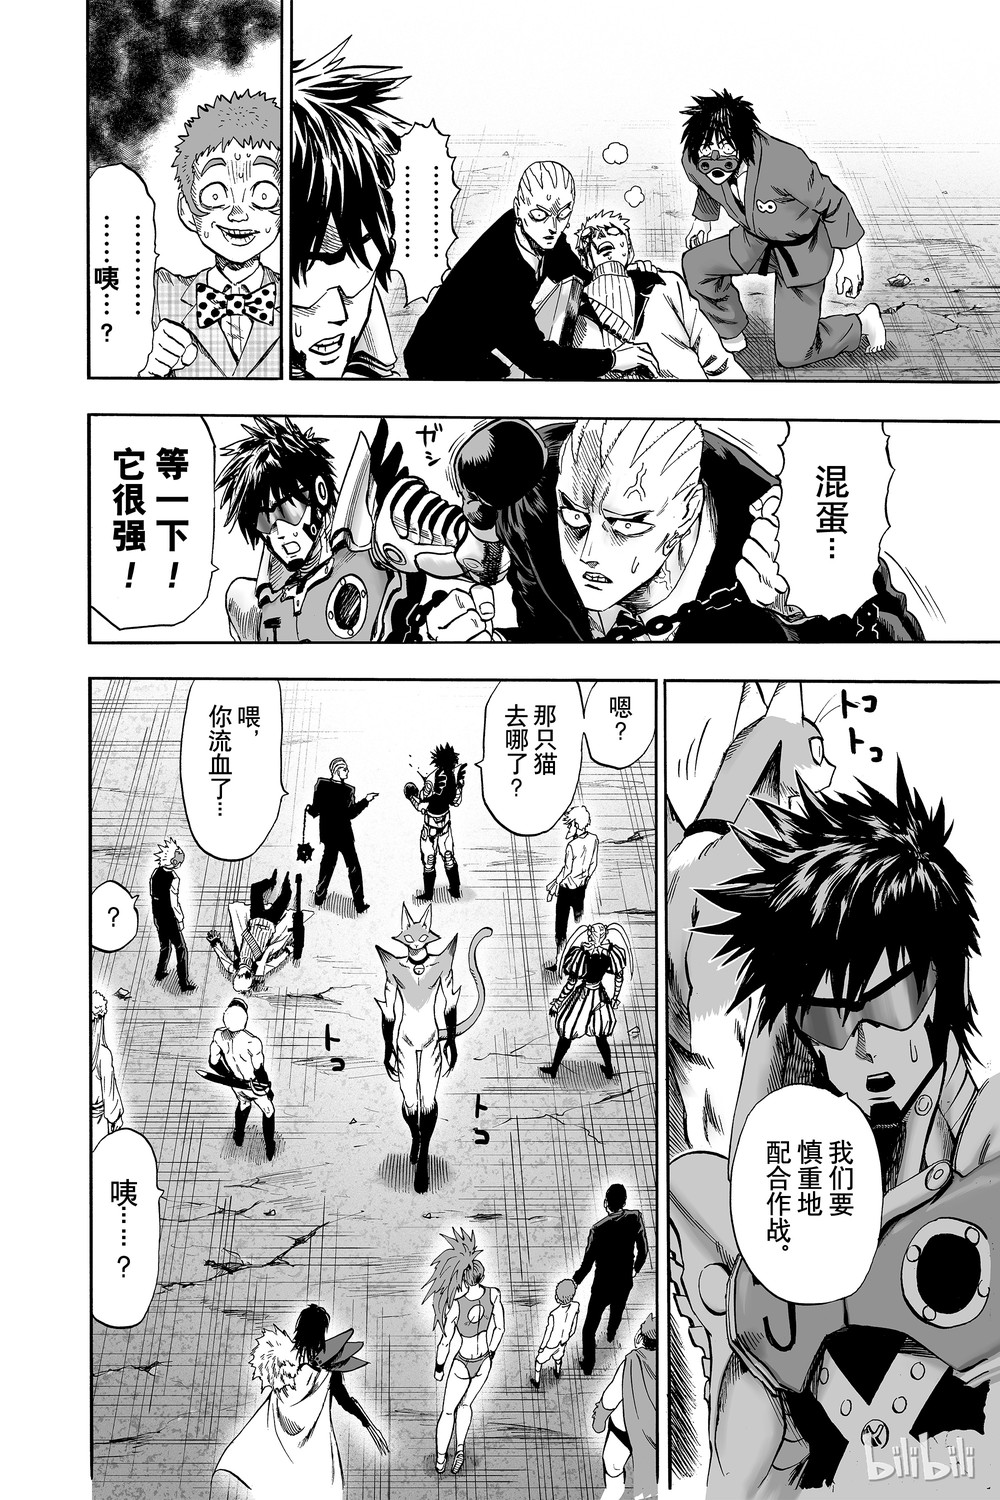 ………………
………………
………………
咦……?
混蛋…
ガシ
等一下!
它很强!
トコ
トコ
我们要
慎重地
配合作战。
嗯?
那只猫
去哪了?
喂,
你流血了…
?
トコ
トコ
咦……?
bilibili